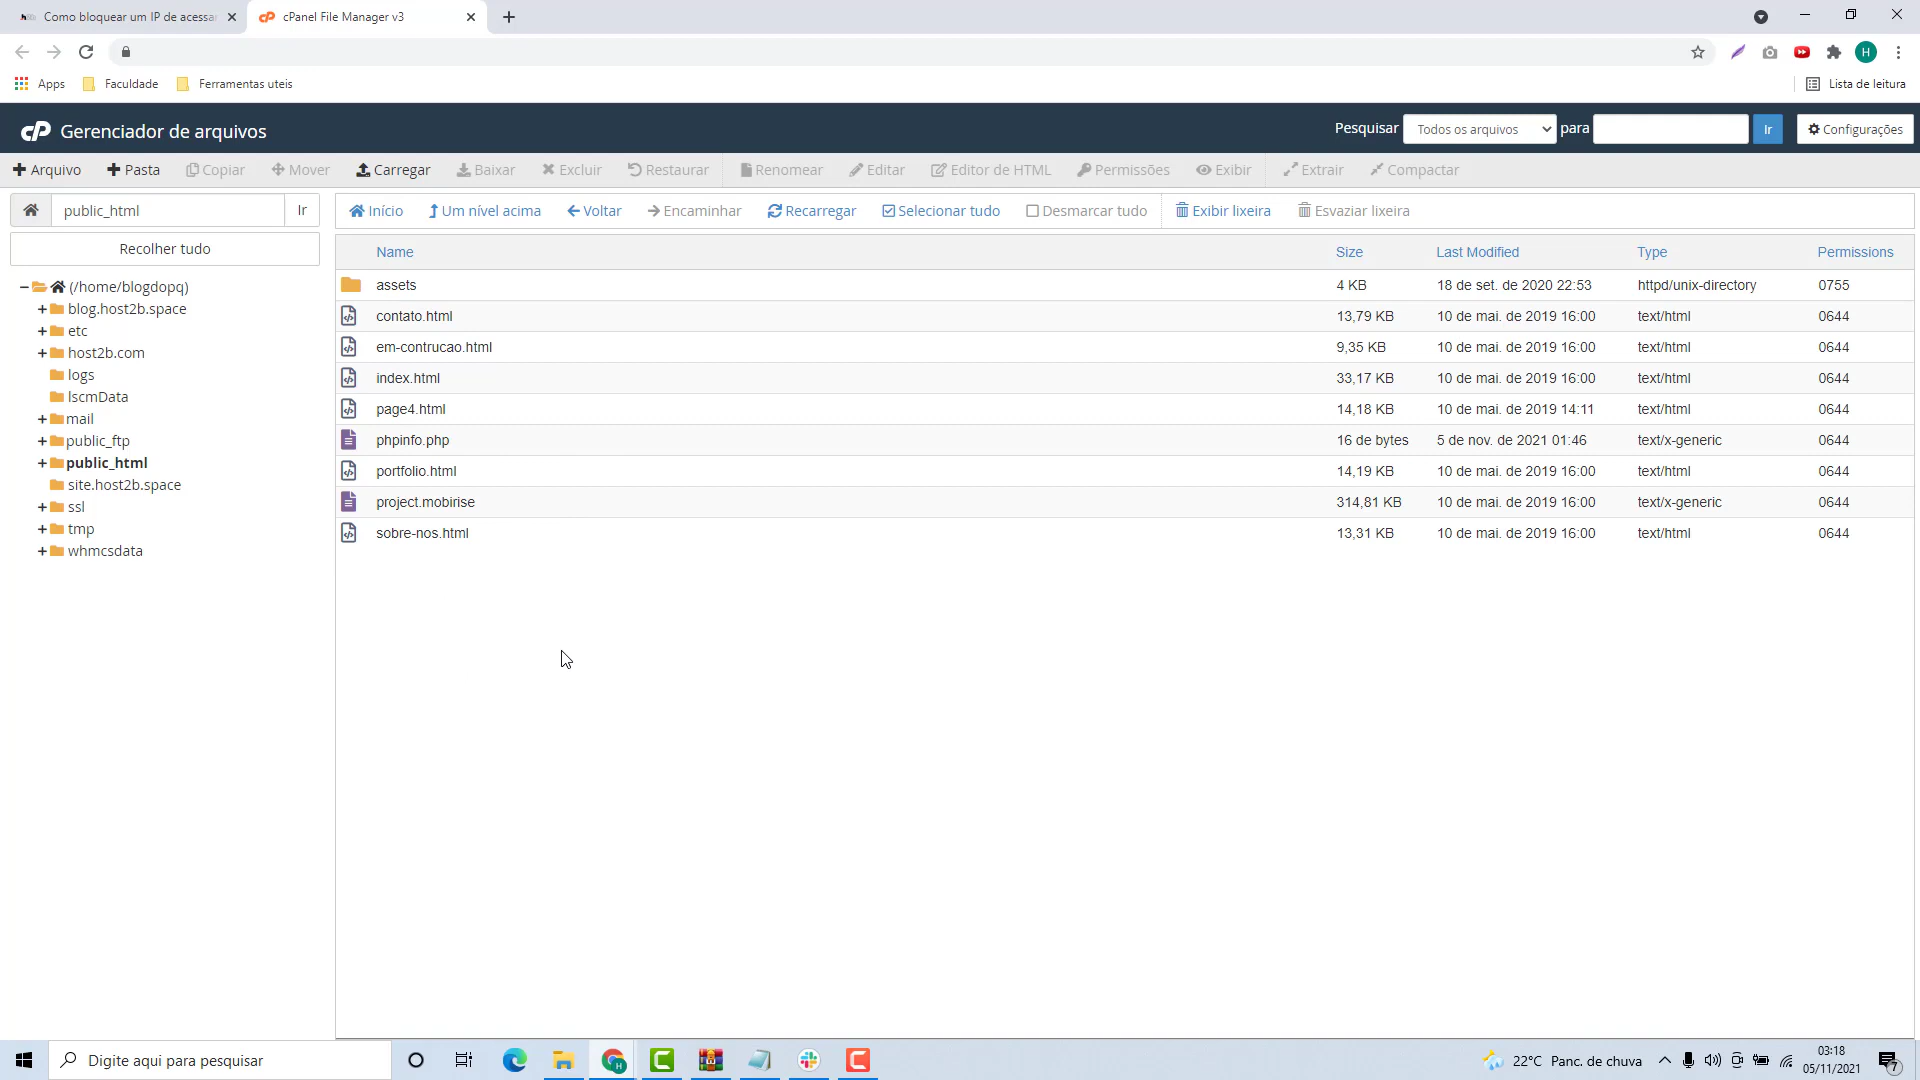 Como bloquear um IP de acessa
cPanel File Manager v3
Apps
Faculdade
Ferramentas uteis
Lista de leitura
H
cP Gerenciador de arquivos
Pesquisar
Todos os arquivos
para
Ir
Configurações
Arquivo
Pasta
Copiar
Mover
Carregar
Baixar
Excluir
Restaurar
Renomear
Editar
Editor de HTML
Permissões
Exibir
Extrair
Compactar
public_html
Ir
Início
Um nível acima
Voltar
Encaminhar
Recarregar
Selecionar tudo
Desmarcar tudo
Exibir lixeira
Esvaziar lixeira
Recolher tudo
(/home/blogdopq)
blog.host2b.space
etc
host2b.com
logs
lscmData
mail
public_ftp
public_html
site.host2b.space
ssl
tmp
whmcsdata
Name Size Last Modified Type Permissions
assets 4 KB 18 de set. de 2020 22:53 httpd/unix-directory 0755
contato.html 13,79 KB 10 de mai. de 2019 16:00 text/html 0644
em-contrucao.html 9,35 KB 10 de mai. de 2019 16:00 text/html 0644
index.html 33,17 KB 10 de mai. de 2019 16:00 text/html 0644
page4.html 14,18 KB 10 de mai. de 2019 14:11 text/html 0644
phpinfo.php 16 de bytes 5 de nov. de 2021 01:46 text/x-generic 0644
portfolio.html 14,19 KB 10 de mai. de 2019 16:00 text/html 0644
project.mobirise 314,81 KB 10 de mai. de 2019 16:00 text/x-generic 0644
sobre-nos.html 13,31 KB 10 de mai. de 2019 16:00 text/html 0644
Digite aqui para pesquisar
22°C Panc. de chuva
03:18
05/11/2021
7